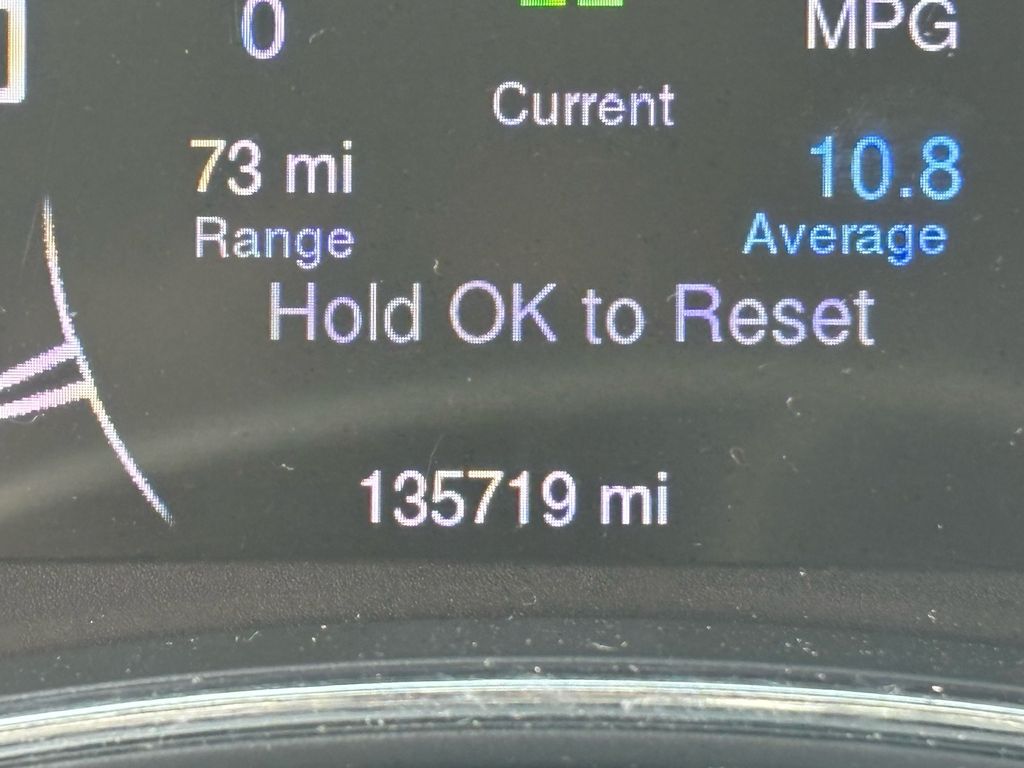 0 MPG
Current
73 mi 10.8
Range Average
Hold OK to Reset
135719 mi